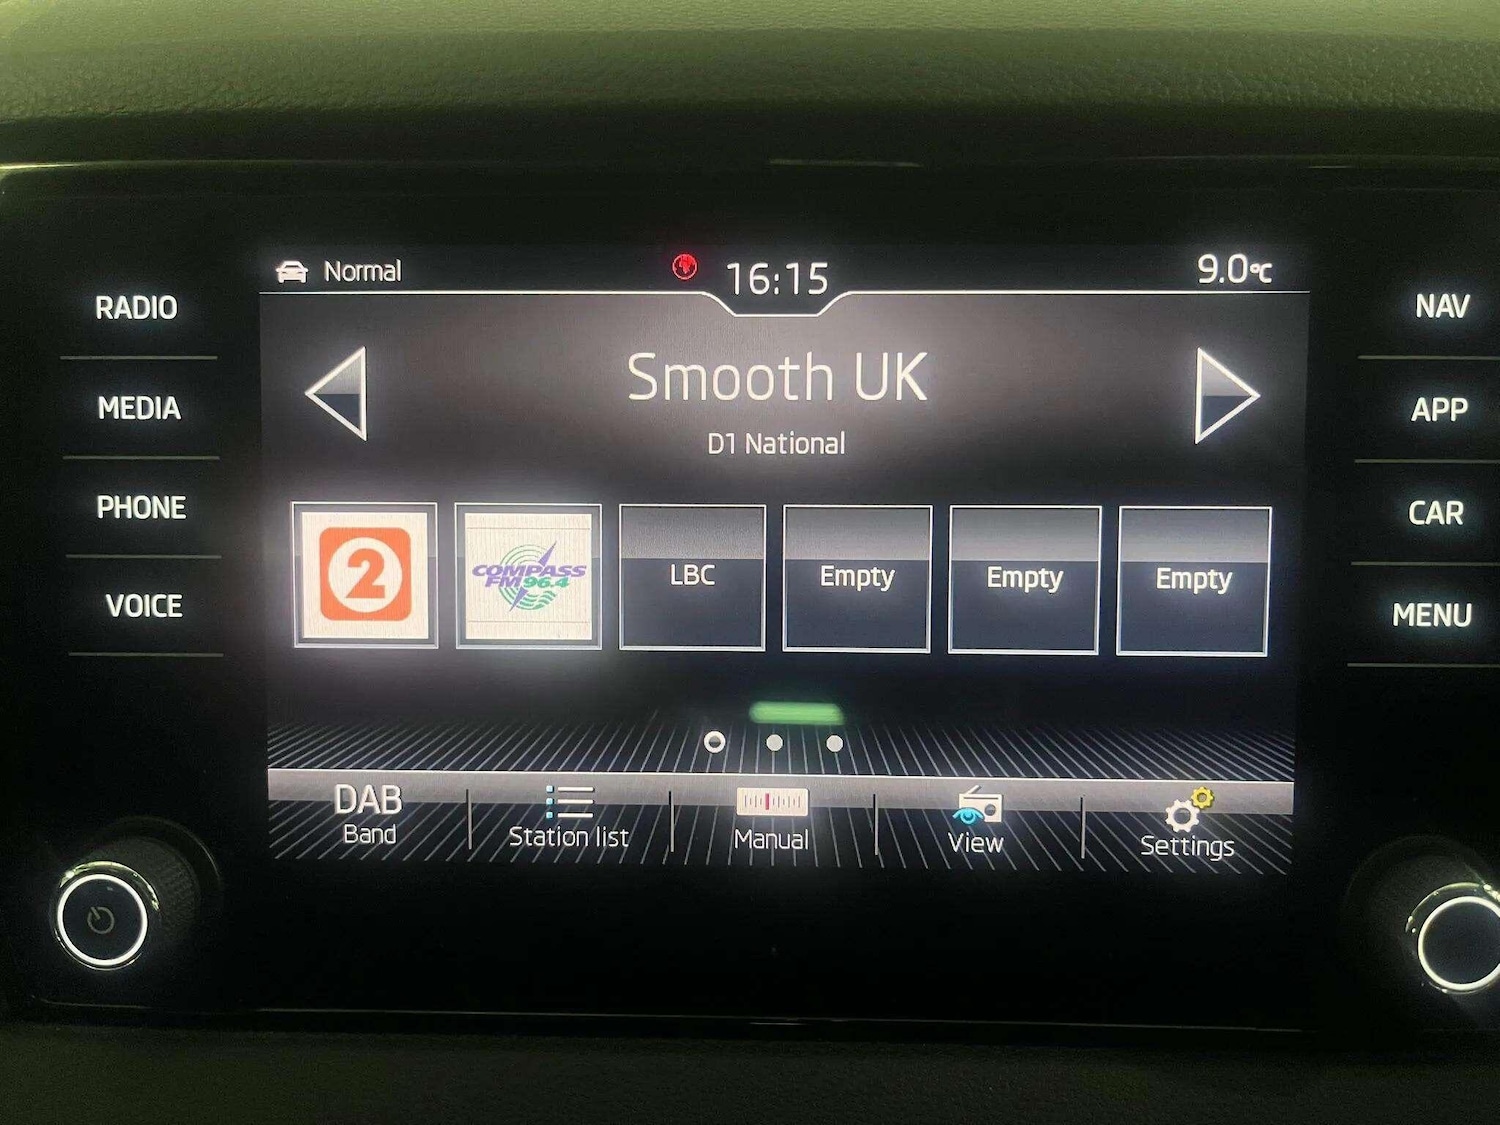 Normal
16:15
9.0°C
RADIO
MEDIA
PHONE
VOICE
NAV
APP
CAR
MENU
Smooth UK
D1 National
2
COMPASS
FM 96.4
LBC
Empty
Empty
Empty
DAB
Band
Station list
Manual
View
Settings